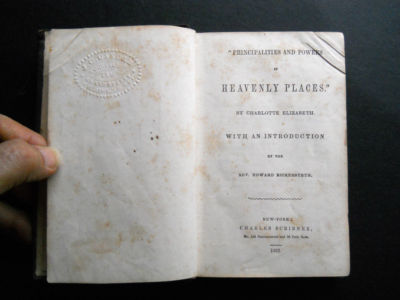 "PRINCIPALITIES AND POWERS
IN
HEAVENLY PLACES."
BY CHARLOTTE ELIZABETH.
WITH AN INTRODUCTION
BY THE
REV. EDWARD BICKERSTETH.
NEW-YORK:
CHARLES SCRIBNER,